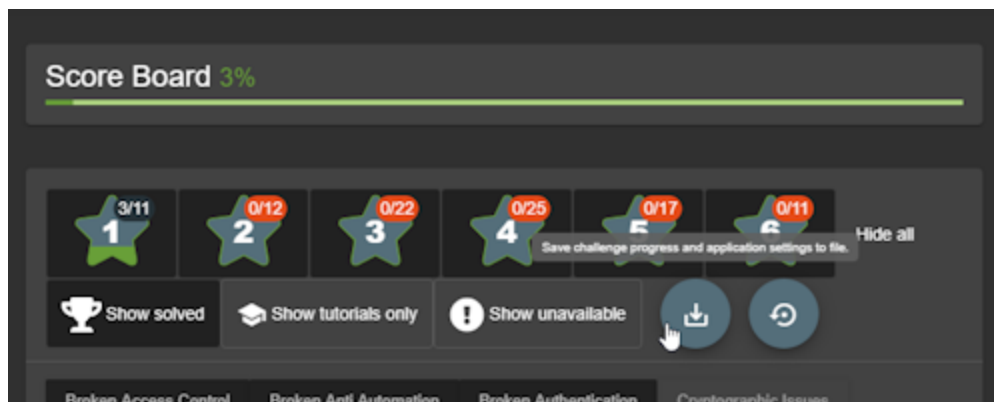 Score Board 3%
3/11 0/12 0/22 0/25 0/17 0/11
1 2 3 4 5 6 Hide all
Save challenge progress and application settings to file.
Show solved Show tutorials only ! Show unavailable
Broken Access Control Broken Anti Automation Broken Authentication Cryptographic Issues